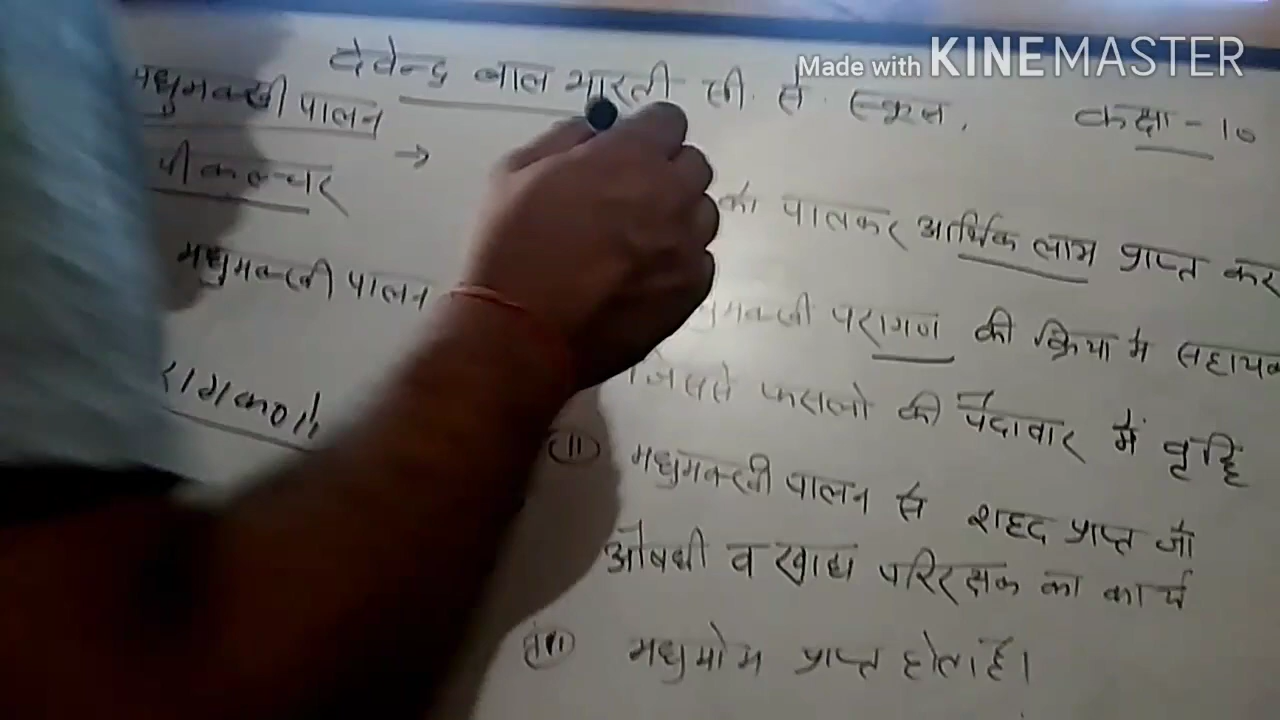 Made with KINEMASTER
देवेन्द्र बाल भारती सी. से. स्कूल, कक्षा - 10
मधुमक्खी पालन
पीकल्चर →
को पालकर आर्थिक लाभ प्राप्त कर
मधुमक्खी पालन
परागण की क्रिया में सहायक
जिससे फसलो की पैदावार में वृद्धि
(ii) मधुमक्खी पालन से शहद प्राप्त जो
औषधी व खाद्य परिरक्षक का कार्य
(iii) मधुमोम प्राप्त होता है।